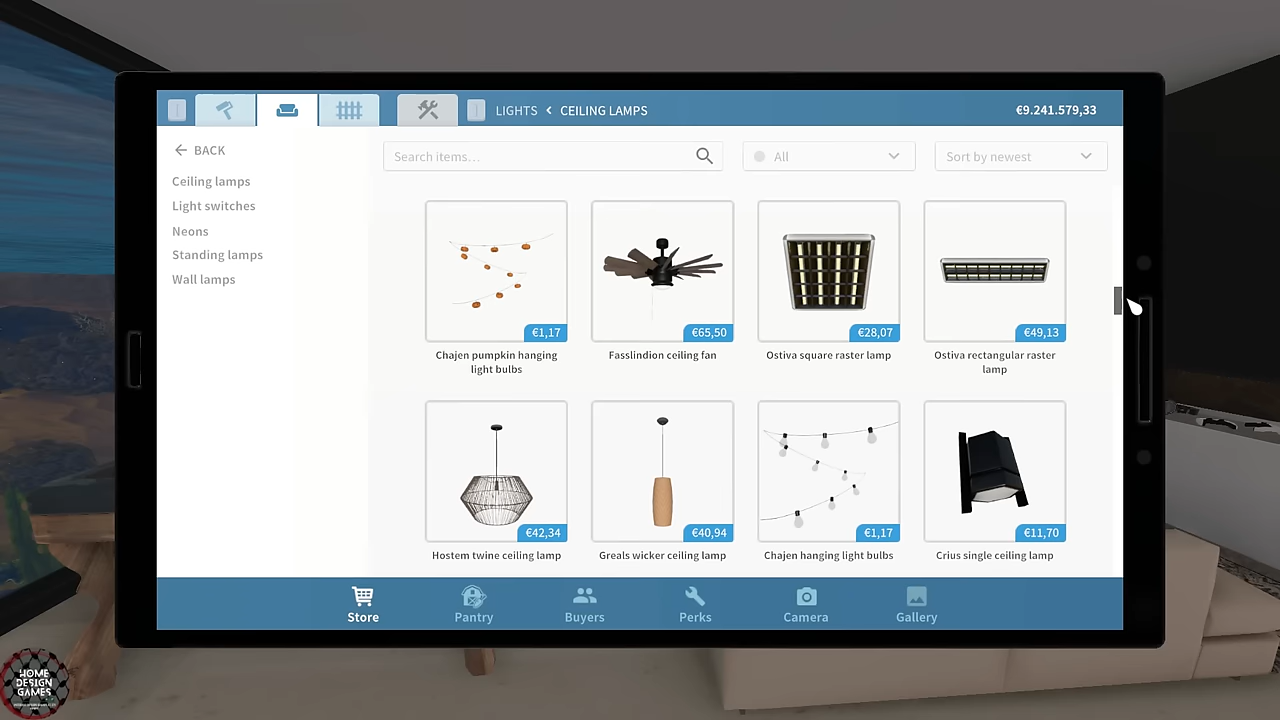 LIGHTS < CEILING LAMPS
€9.241.579,33
BACK
Ceiling lamps
Light switches
Neons
Standing lamps
Wall lamps
Search items...
All
Sort by newest
€1,17
€65,50
€28,07
€49,13
Chajen pumpkin hanging
light bulbs
Fasslindion ceiling fan
Ostiva square raster lamp
Ostiva rectangular raster
lamp
€42,34
€40,94
€1,17
€11,70
Hostem twine ceiling lamp
Greals wicker ceiling lamp
Chajen hanging light bulbs
Crius single ceiling lamp
Store
Pantry
Buyers
Perks
Camera
Gallery
HOME
DESIGN
GAMES